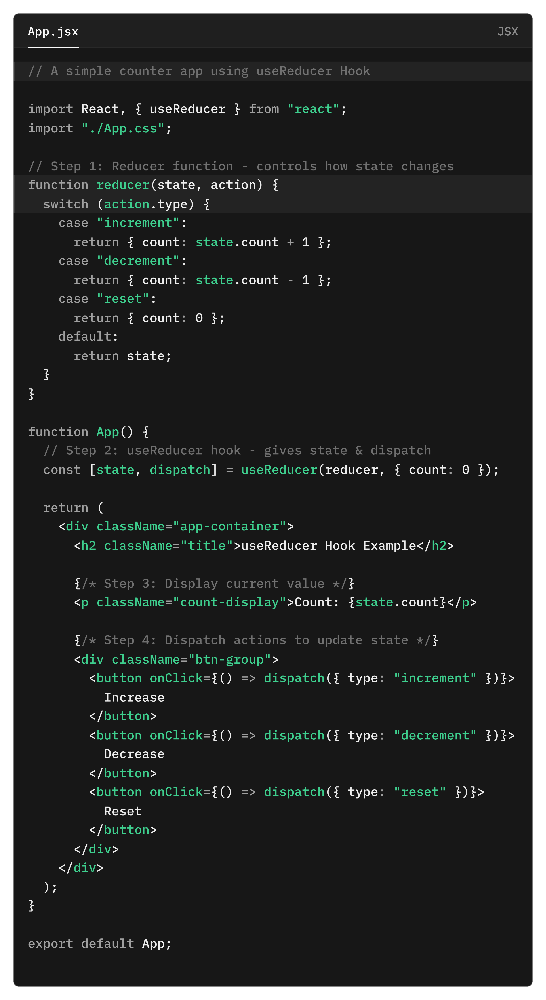 App.jsx
JSX
// A simple counter app using useReducer Hook

import React, { useReducer } from "react";
import "./App.css";

// Step 1: Reducer function - controls how state changes
function reducer(state, action) {
  switch (action.type) {
    case "increment":
      return { count: state.count + 1 };
    case "decrement":
      return { count: state.count - 1 };
    case "reset":
      return { count: 0 };
    default:
      return state;
  }
}

function App() {
  // Step 2: useReducer hook - gives state & dispatch
  const [state, dispatch] = useReducer(reducer, { count: 0 });

  return (
    <div className="app-container">
      <h2 className="title">useReducer Hook Example</h2>

      {/* Step 3: Display current value */}
      <p className="count-display">Count: {state.count}</p>

      {/* Step 4: Dispatch actions to update state */}
      <div className="btn-group">
        <button onClick={() => dispatch({ type: "increment" })}>
          Increase
        </button>
        <button onClick={() => dispatch({ type: "decrement" })}>
          Decrease
        </button>
        <button onClick={() => dispatch({ type: "reset" })}>
          Reset
        </button>
      </div>
    </div>
  );
}

export default App;